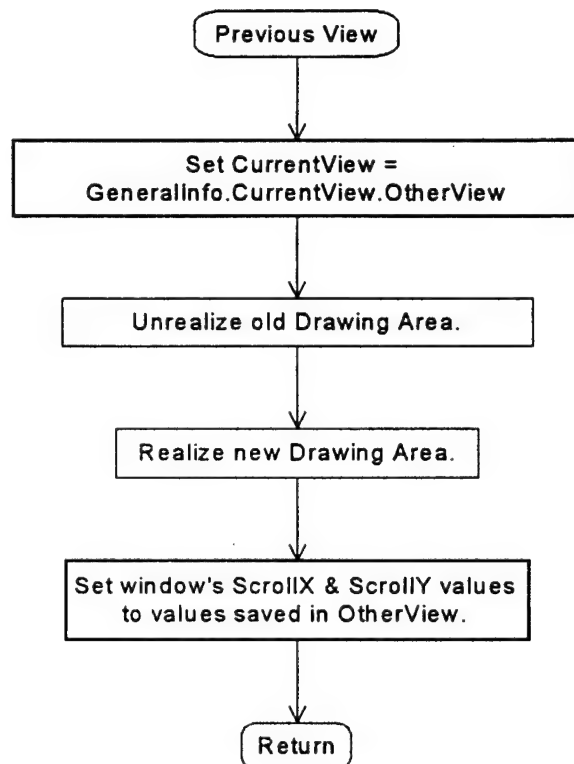 Previous View
Set CurrentView =
GeneralInfo.CurrentView.OtherView
Unrealize old Drawing Area.
Realize new Drawing Area.
Set window's ScrollX & ScrollY values
to values saved in OtherView.
Return